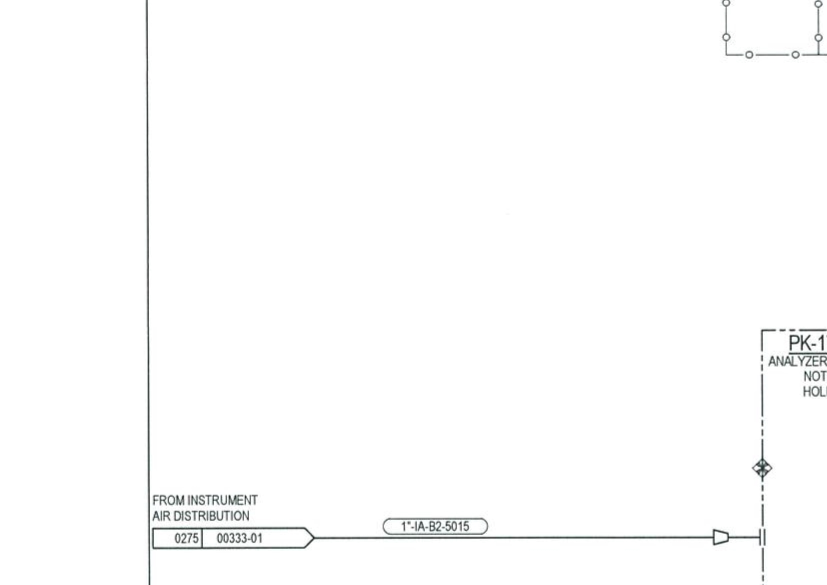 PK-1
ANALYZER
NOT
HOL
FROM INSTRUMENT
AIR DISTRIBUTION
1"-IA-B2-5015
0275 00333-01